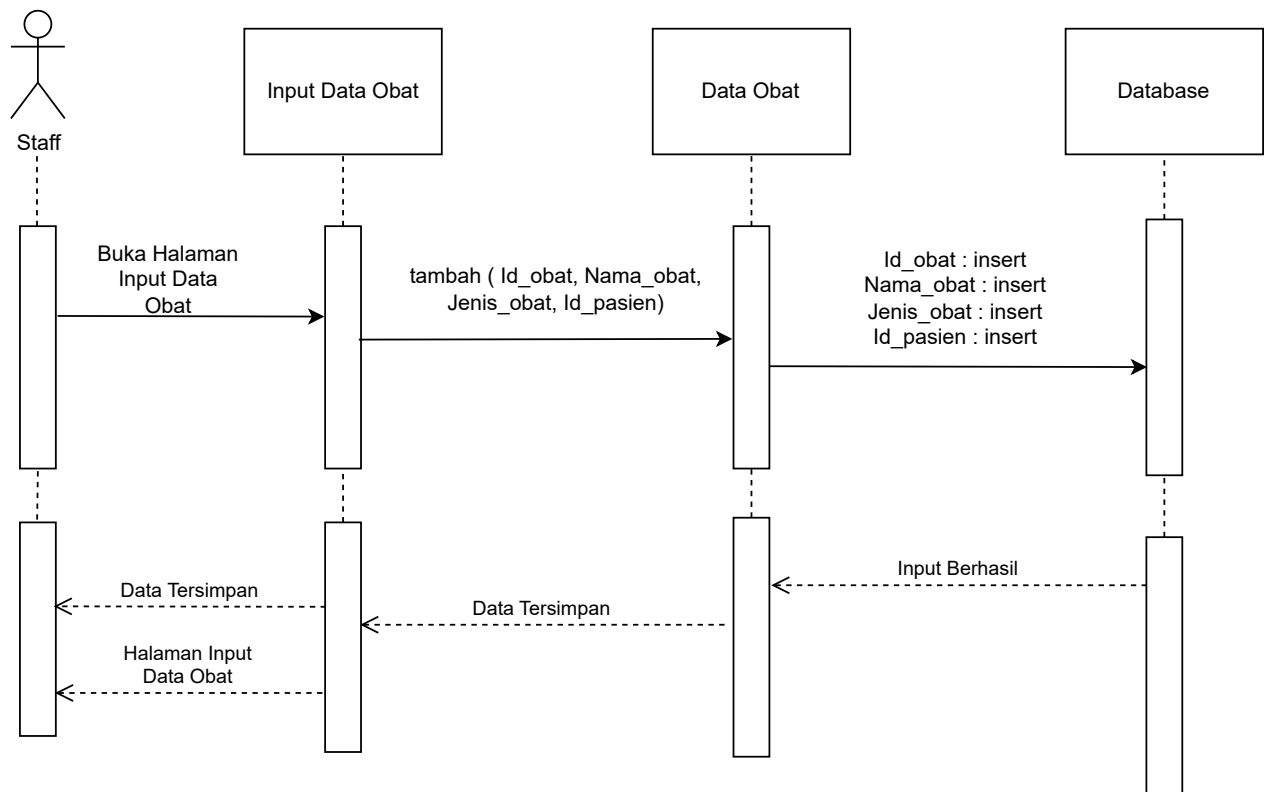 Staff
Input Data Obat
Data Obat
Database
Buka Halaman
Input Data
Obat
tambah ( Id_obat, Nama_obat,
Jenis_obat, Id_pasien)
Id_obat : insert
Nama_obat : insert
Jenis_obat : insert
Id_pasien : insert
Input Berhasil
Data Tersimpan
Data Tersimpan
Halaman Input
Data Obat